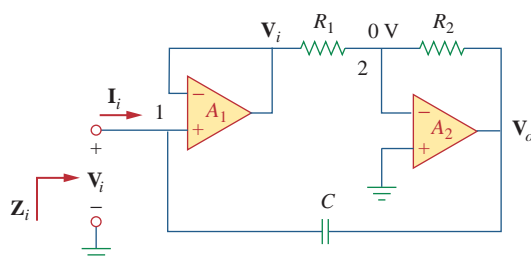 V_i R_1 0 V R_2
2
I_i 1 − A_1 +
− A_2 + V_o
+
V_i
−
Z_i
C